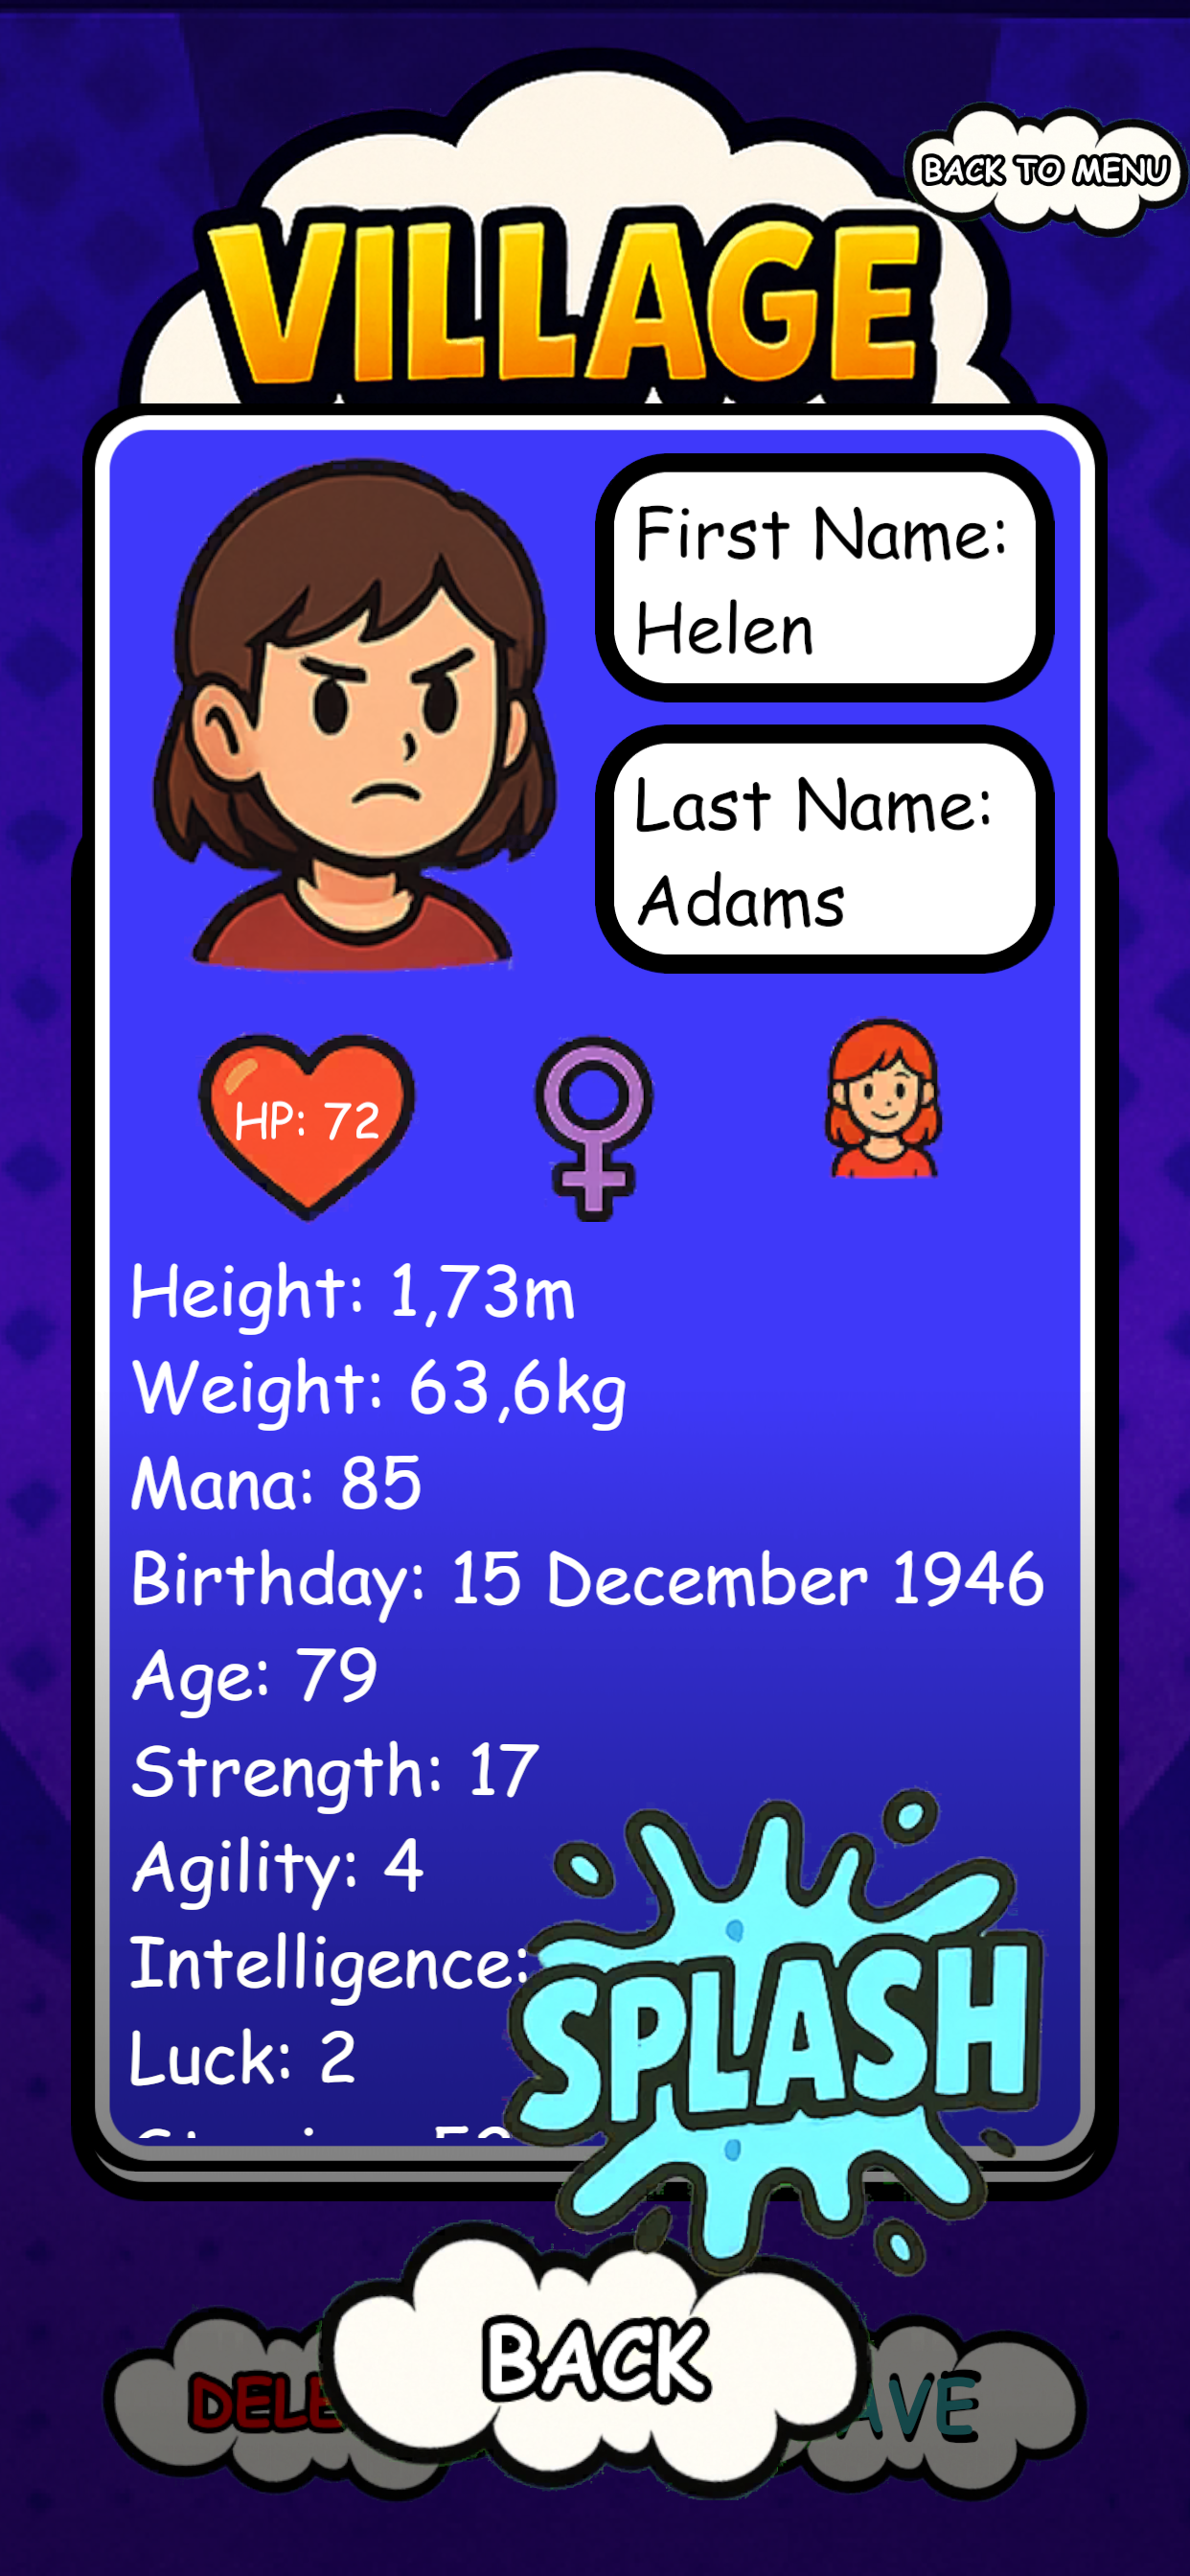 BACK TO MENU
VILLAGE
First Name:
Helen
Last Name:
Adams
HP: 72
Height: 1,73m
Weight: 63,6kg
Mana: 85
Birthday: 15 December 1946
Age: 79
Strength: 17
Agility: 4
Intelligence:
Luck: 2
SPLASH
BACK